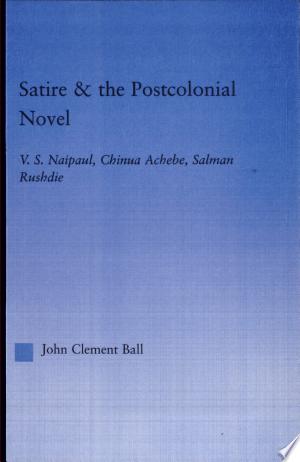 Satire & the Postcolonial
Novel
V. S. Naipaul, Chinua Achebe, Salman
Rushdie
John Clement Ball